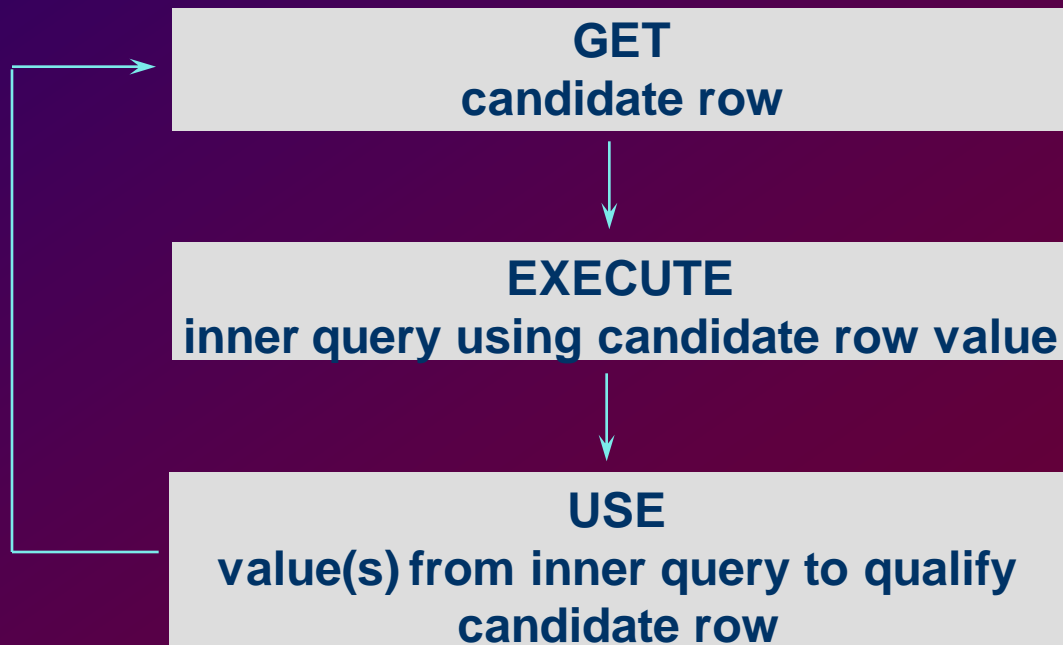 GET
candidate row
EXECUTE
inner query using candidate row value
USE
value(s) from inner query to qualify
candidate row